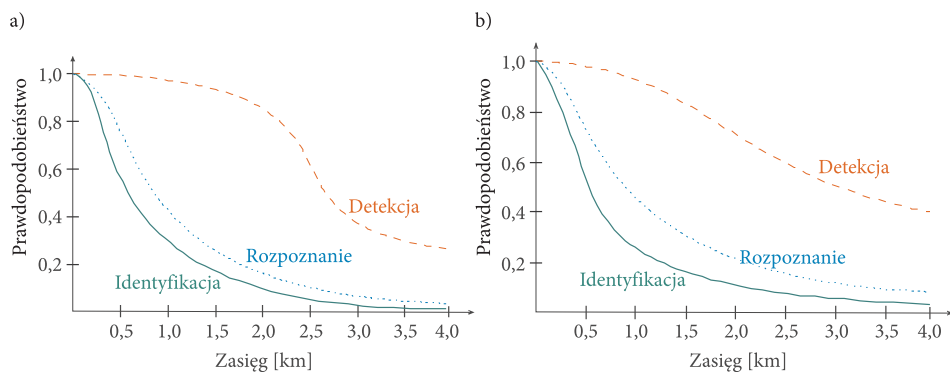 a)
Prawdopodobieństwo
1,0
0,8
0,6
0,4
0,2
Detekcja
Rozpoznanie
Identyfikacja
0,5 1,0 1,5 2,0 2,5 3,0 3,5 4,0
Zasięg [km]
b)
Prawdopodobieństwo
1,0
0,8
0,6
0,4
0,2
Detekcja
Rozpoznanie
Identyfikacja
0,5 1,0 1,5 2,0 2,5 3,0 3,5 4,0
Zasięg [km]